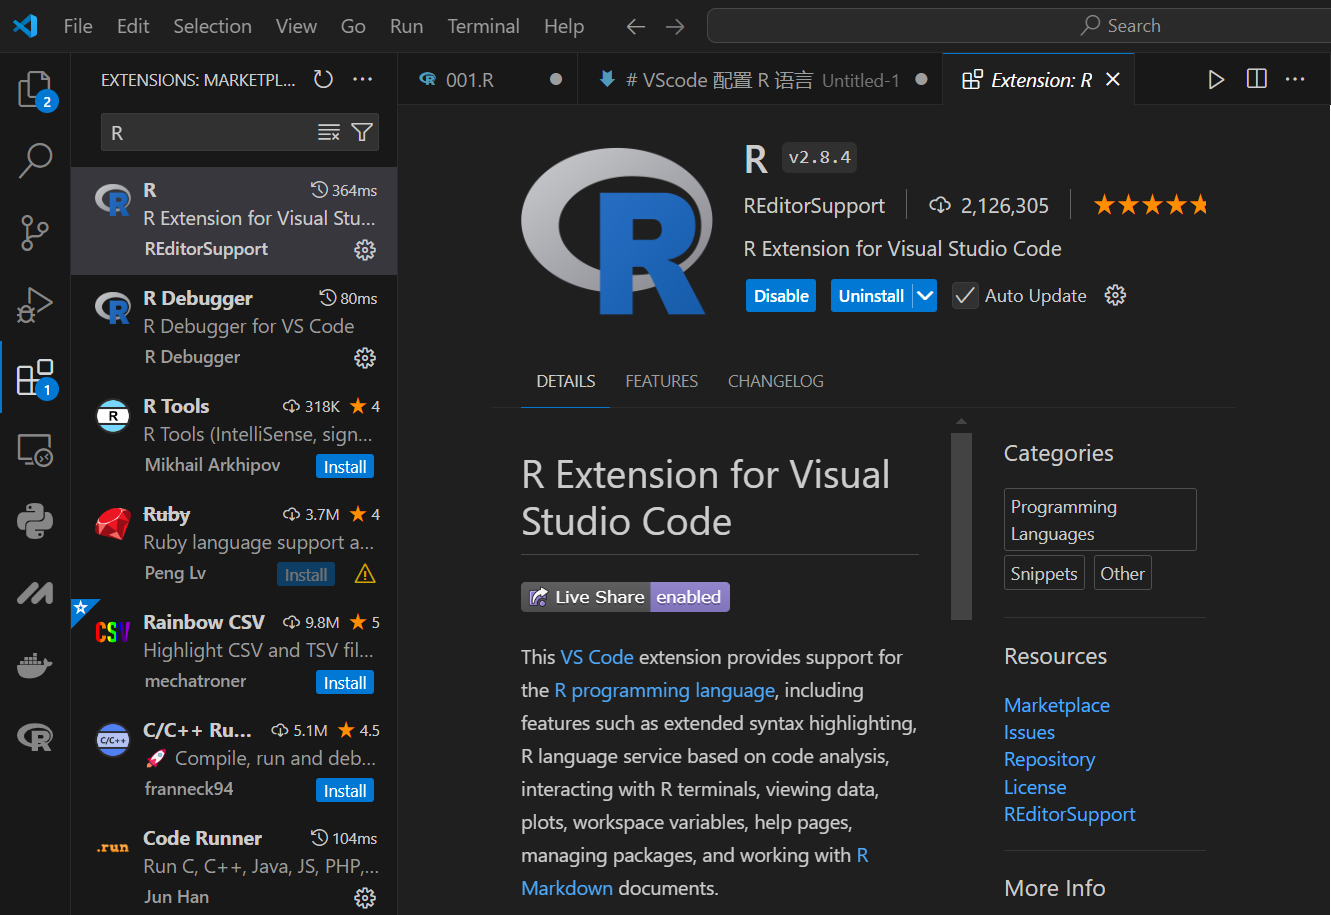 File Edit Selection View Go Run Terminal Help Search
EXTENSIONS: MARKETPL...
R
R 364ms
R Extension for Visual Stu...
REditorSupport
R Debugger 80ms
R Debugger for VS Code
R Debugger
R Tools 318K 4
R Tools (IntelliSense, sign...
Mikhail Arkhipov Install
Ruby 3.7M 4
Ruby language support a...
Peng Lv Install
Rainbow CSV 9.8M 5
Highlight CSV and TSV fil...
mechatroner Install
C/C++ Ru... 5.1M 4.5
Compile, run and deb...
franneck94 Install
Code Runner 104ms
Run C, C++, Java, JS, PHP,...
Jun Han
2
1
R
R
R
CSV
C/C++
.run
R
001.R # VScode 配置 R 语言 Untitled-1 Extension: R
R
R v2.8.4
REditorSupport 2,126,305
R Extension for Visual Studio Code
Disable Uninstall Auto Update
DETAILS FEATURES CHANGELOG
R Extension for Visual
Studio Code
Live Share enabled
This VS Code extension provides support for
the R programming language, including
features such as extended syntax highlighting,
R language service based on code analysis,
interacting with R terminals, viewing data,
plots, workspace variables, help pages,
managing packages, and working with R
Markdown documents.
Categories
Programming
Languages
Snippets Other
Resources
Marketplace
Issues
Repository
License
REditorSupport
More Info